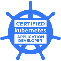 CERTIFIED
kubernetes
APPLICATION
DEVELOPER